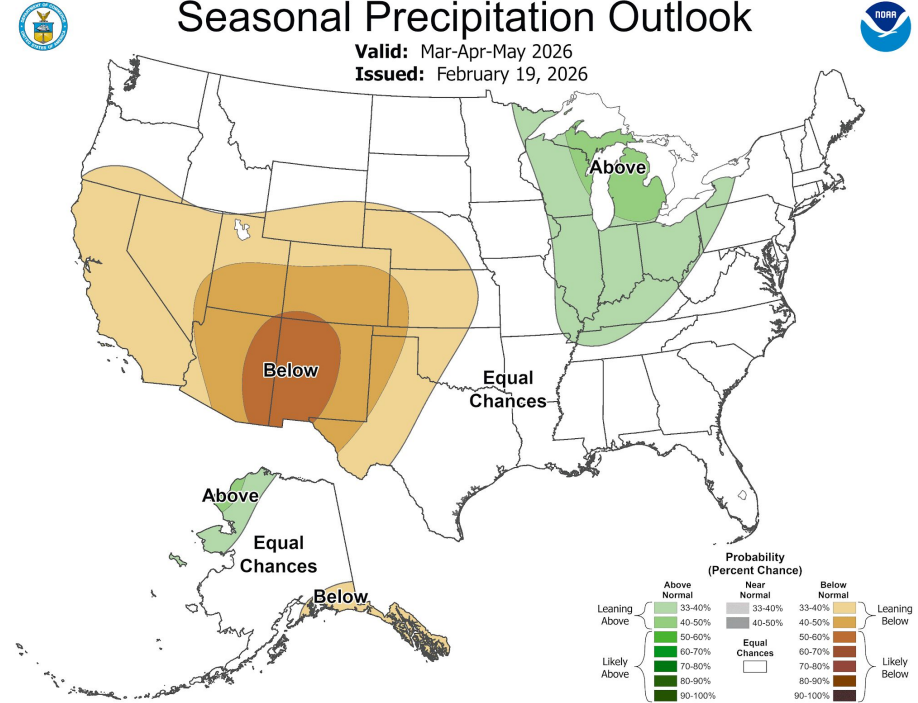 Seasonal Precipitation Outlook
Valid: Mar-Apr-May 2026
Issued: February 19, 2026
NOAA
Above
Below
Equal
Chances
Above
Equal
Chances
Below
Probability
(Percent Chance)
Above
Normal
Near
Normal
Below
Normal
Leaning
Above
33-40%
40-50%
33-40%
40-50%
33-40%
40-50%
Leaning
Below
Likely
Above
50-60%
60-70%
70-80%
80-90%
90-100%
Equal
Chances
50-60%
60-70%
70-80%
80-90%
90-100%
Likely
Below